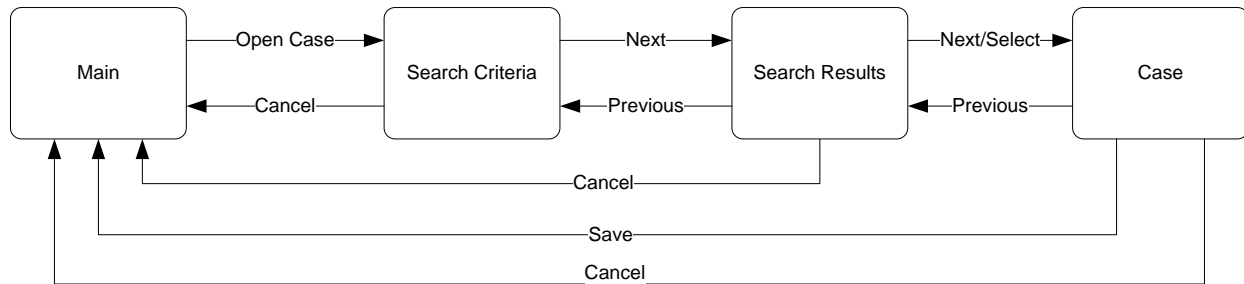 Open Case
Next
Next/Select
Main
Search Criteria
Search Results
Case
Cancel
Previous
Previous
Cancel
Save
Cancel